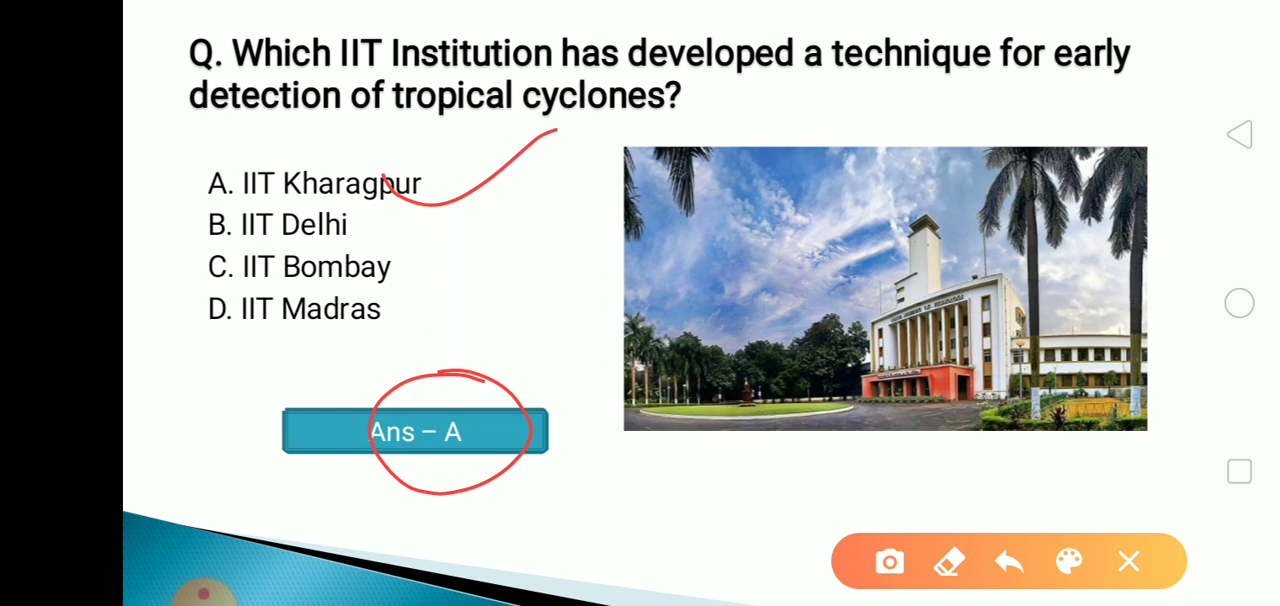 Q. Which IIT Institution has developed a technique for early
detection of tropical cyclones?
A. IIT Kharagpur
B. IIT Delhi
C. IIT Bombay
D. IIT Madras
Ans – A